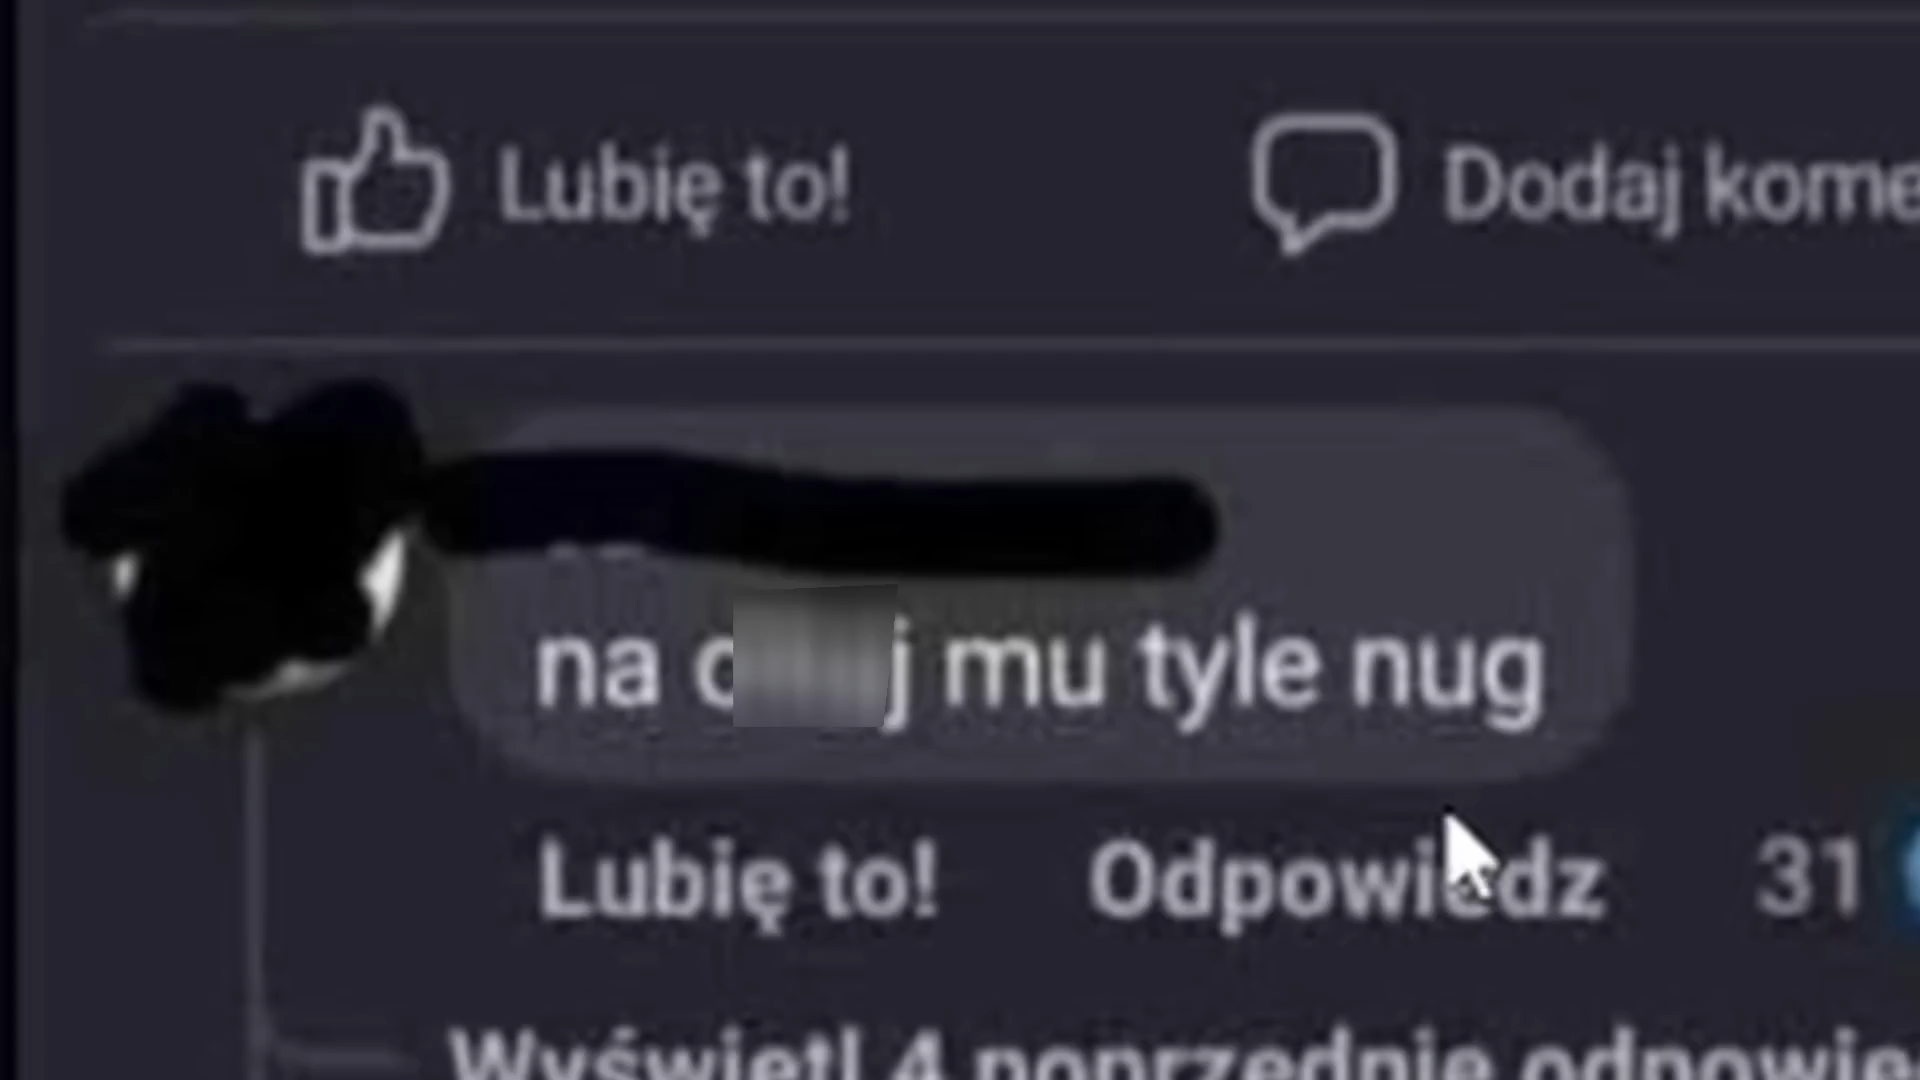 Lubię to! Dodaj kome
na mu tyle nug
Lubię to! Odpowiedz 31
Wyświetl 4 poprzednie odpowie